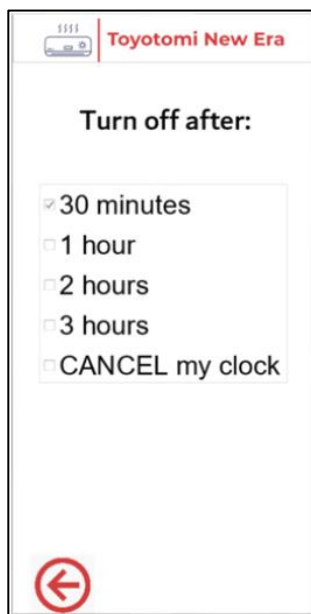 Toyotomi New Era
Turn off after:
30 minutes
1 hour
2 hours
3 hours
CANCEL my clock